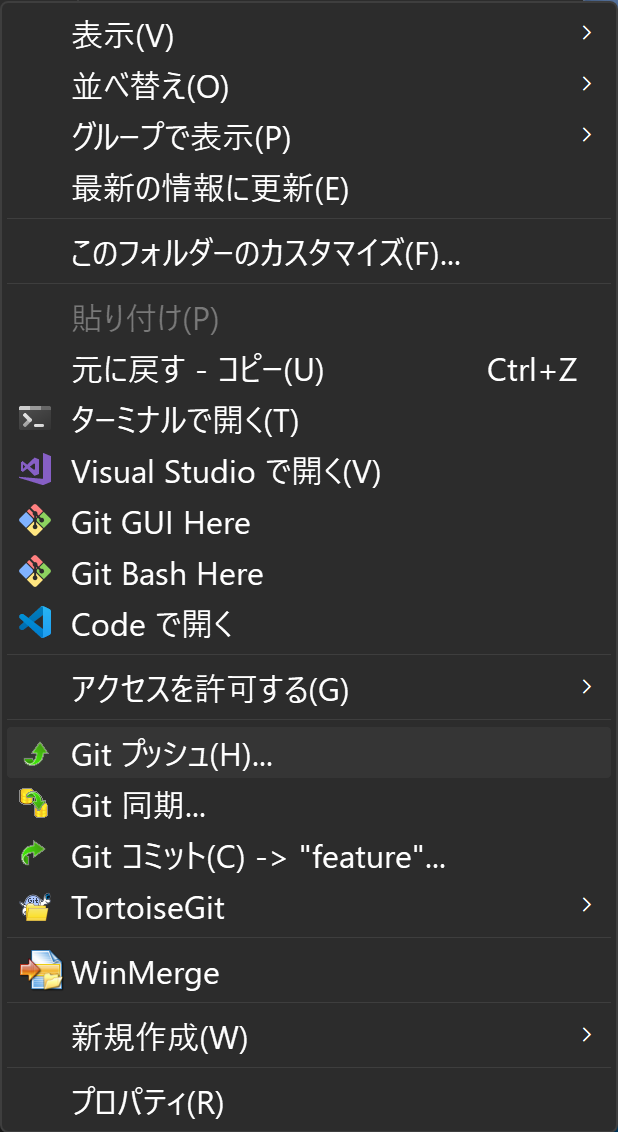 表示(V)
並べ替え(O)
グループで表示(P)
最新の情報に更新(E)
このフォルダーのカスタマイズ(F)...
貼り付け(P)
元に戻す - コピー(U) Ctrl+Z
ターミナルで開く(T)
Visual Studio で開く(V)
Git GUI Here
Git Bash Here
Code で開く
アクセスを許可する(G)
Git プッシュ(H)...
Git 同期...
Git コミット(C) -> "feature"...
TortoiseGit
WinMerge
新規作成(W)
プロパティ(R)